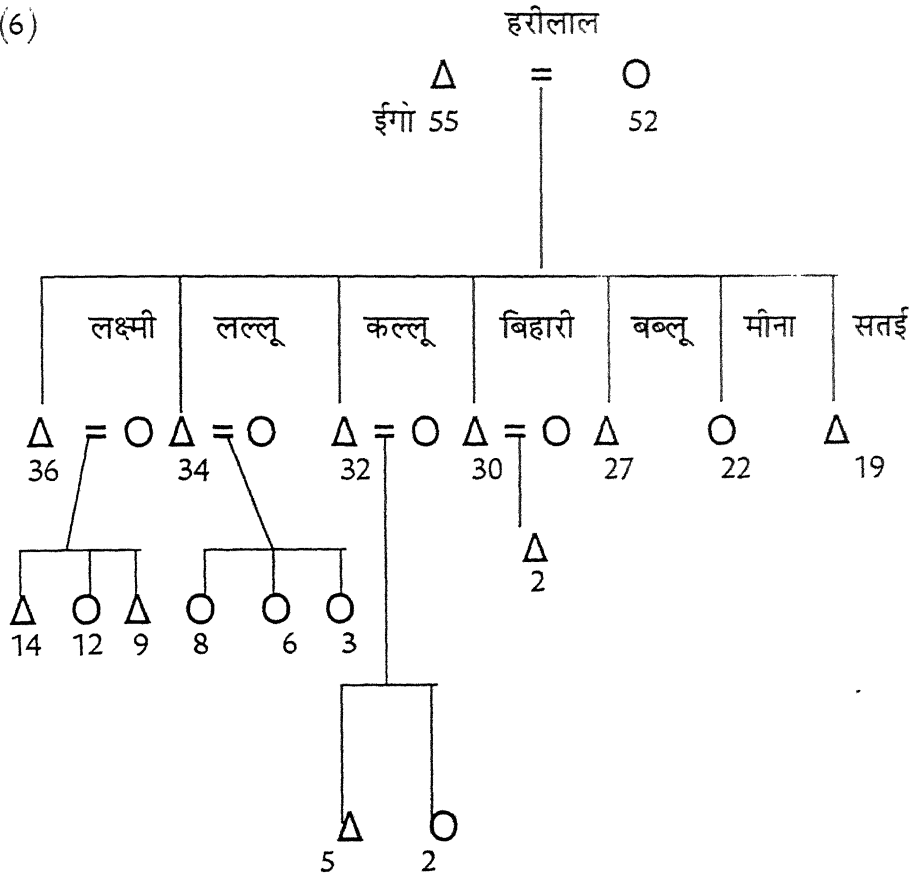 (6)
हरीलाल
Δ = O
ईगो 55 52
लक्ष्मी लल्लू कल्लू बिहारी बब्लू मीना सतई
Δ = O Δ = O Δ = O Δ = O Δ O Δ
36 34 32 30 27 22 19
Δ
2
Δ O Δ O O O
14 12 9 8 6 3
Δ O
5 2